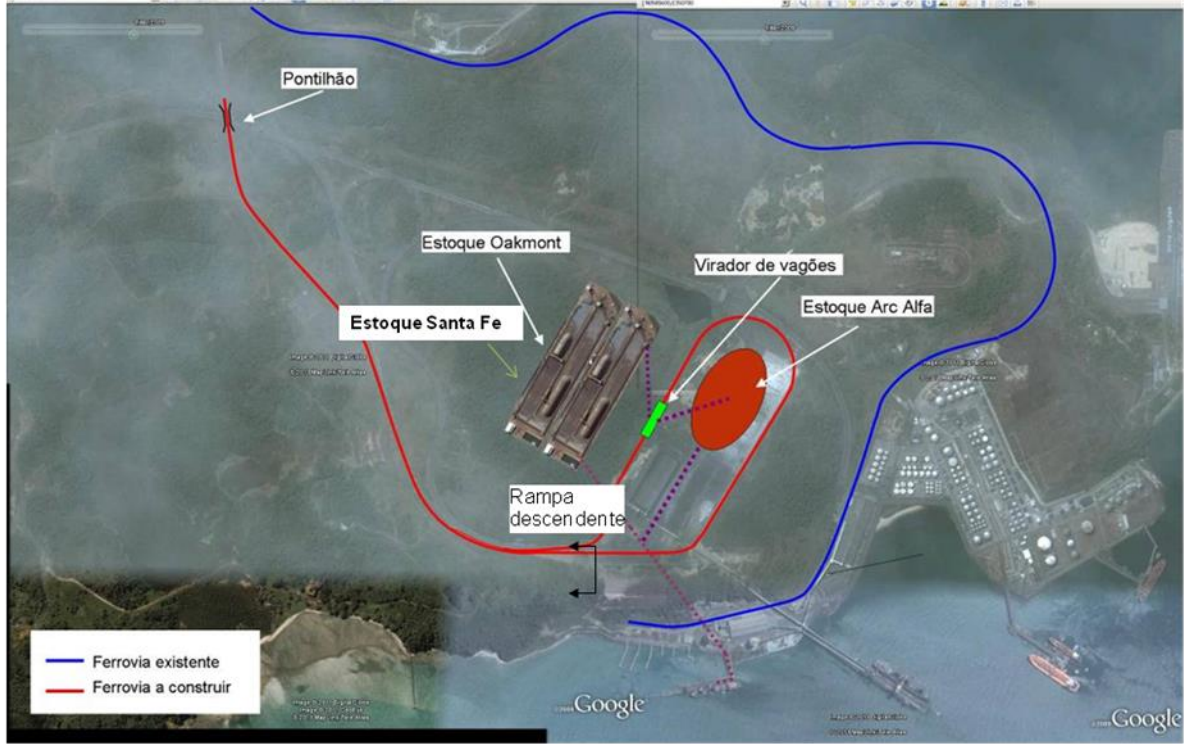 Pontilhão
Estoque Oakmont
Virador de vagões
Estoque Santa Fe
Estoque Arc Alfa
Rampa
descendente
Ferrovia existente
Ferrovia a construir
Google
Google